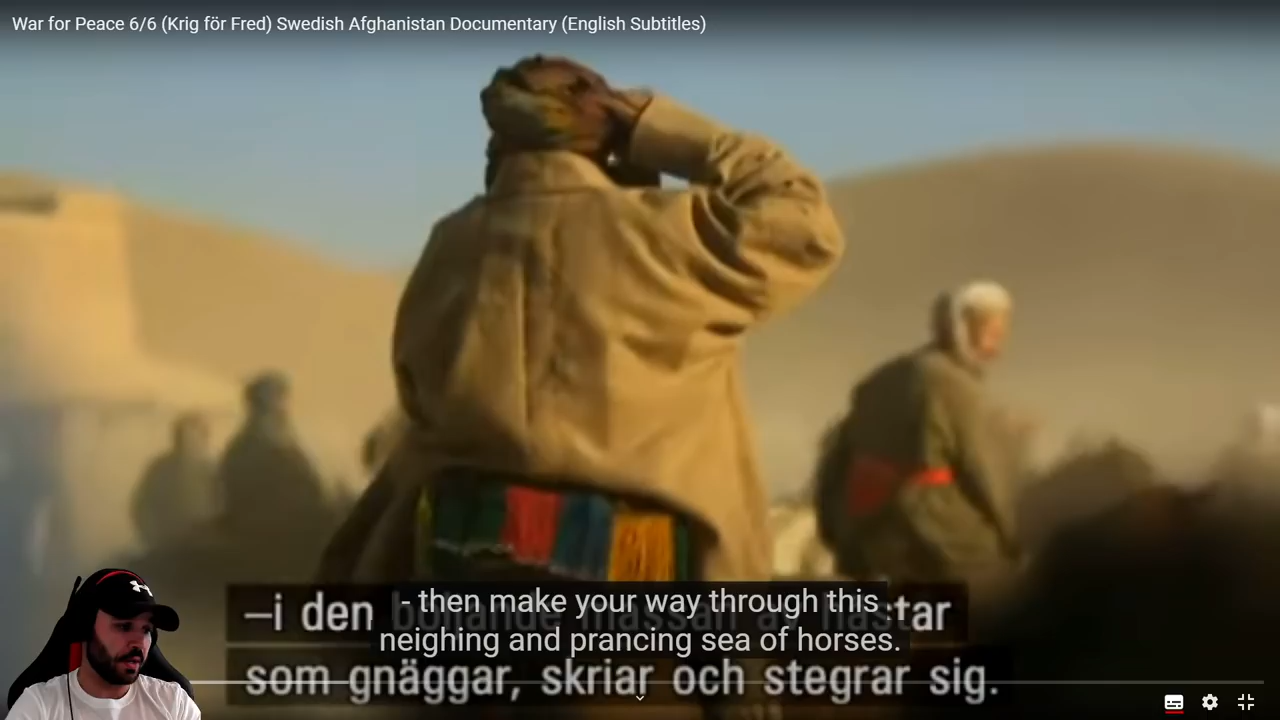 War for Peace 6/6 (Krig för Fred) Swedish Afghanistan Documentary (English Subtitles)
- then make your way through this
neighing and prancing sea of horses.
–i den
som gnäggar, skriar och stegrar sig.